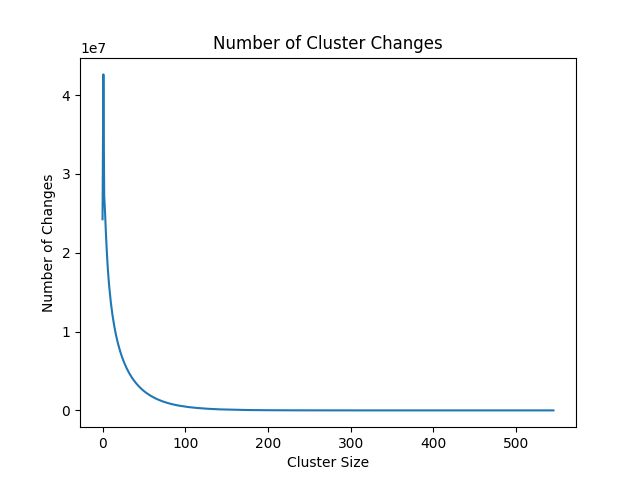 Number of Cluster Changes
1e7
4
3
2
1
0
Number of Changes
0 100 200 300 400 500
Cluster Size